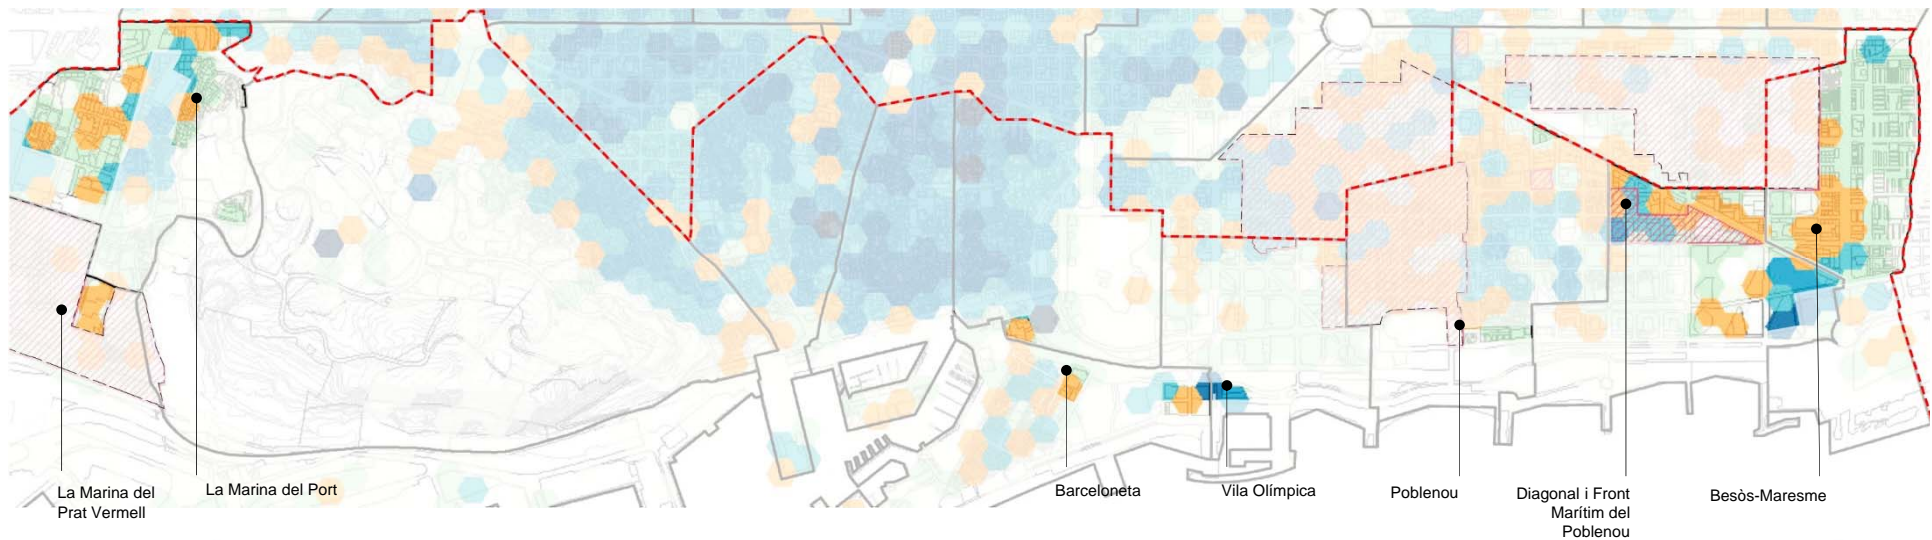 La Marina del
Prat Vermell
La Marina del Port
Barceloneta
Vila Olímpica
Poblenou
Diagonal i Front
Marítim del
Poblenou
Besòs-Maresme